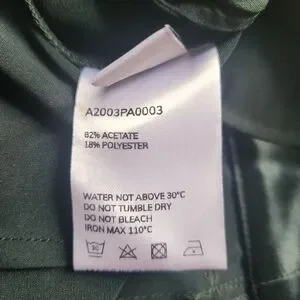 A2003PA0003
82% ACETATE
18% POLYESTER
WATER NOT ABOVE 30°C
DO NOT TUMBLE DRY
DO NOT BLEACH
IRON MAX 110°C